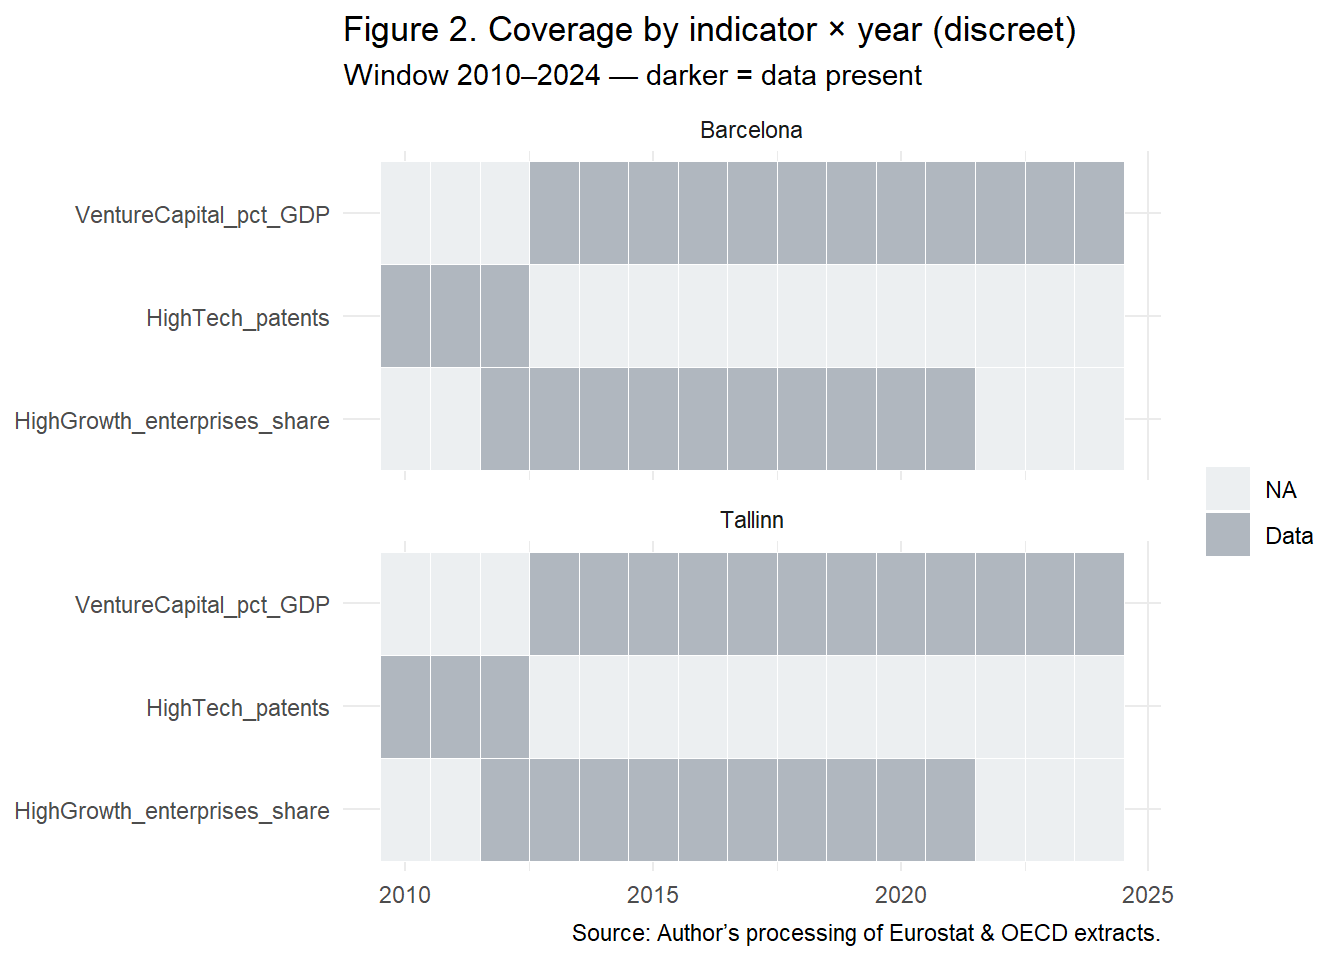 Figure 2. Coverage by indicator × year (discreet)
Window 2010–2024 — darker = data present
Barcelona
VentureCapital_pct_GDP
HighTech_patents
HighGrowth_enterprises_share
NA
Data
Tallinn
VentureCapital_pct_GDP
HighTech_patents
HighGrowth_enterprises_share
2010 2015 2020 2025
Source: Author’s processing of Eurostat & OECD extracts.